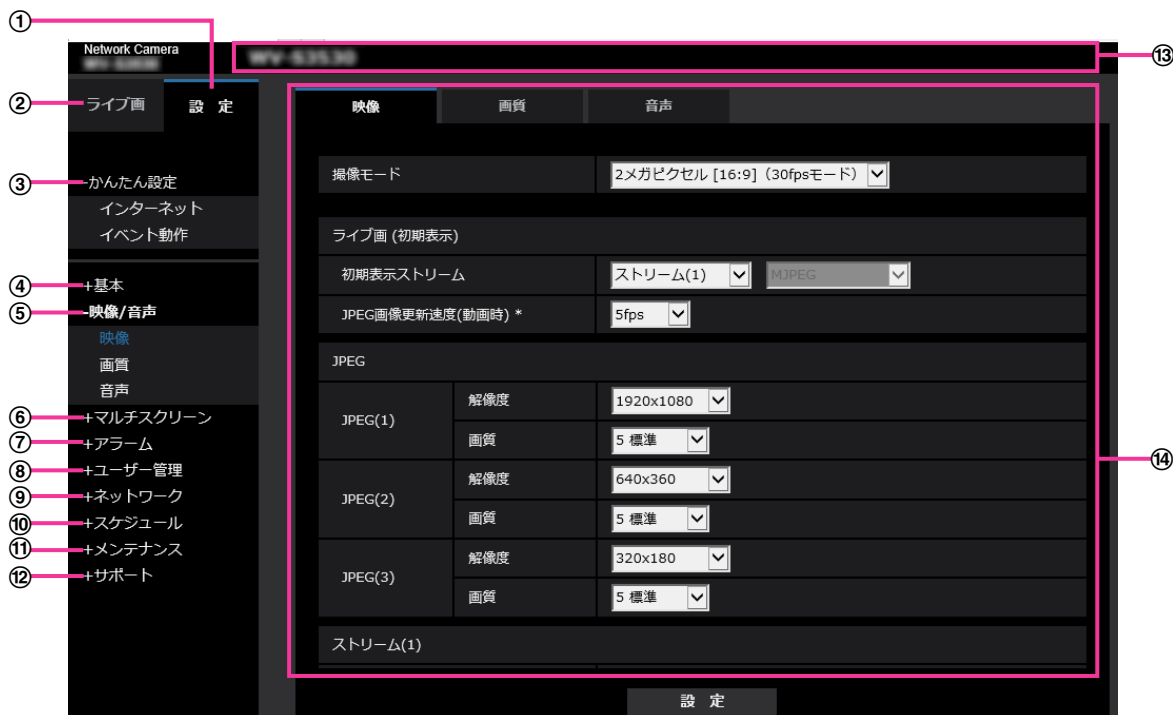 ①
Network Camera
⑬
②
ライブ画
設 定
③
-かんたん設定
インターネット
イベント動作
④
+基本
⑤
-映像/音声
映像
画質
音声
⑥
+マルチスクリーン
⑦
+アラーム
⑧
+ユーザー管理
⑨
+ネットワーク
⑩
+スケジュール
⑪
+メンテナンス
⑫
+サポート
映像
画質
音声
撮像モード
2メガピクセル [16:9]（30fpsモード）
ライブ画 (初期表示)
初期表示ストリーム
ストリーム(1)
MJPEG
JPEG画像更新速度(動画時) *
5fps
JPEG
JPEG(1)
解像度
1920x1080
画質
5 標準
⑭
JPEG(2)
解像度
640x360
画質
5 標準
JPEG(3)
解像度
320x180
画質
5 標準
ストリーム(1)
設 定